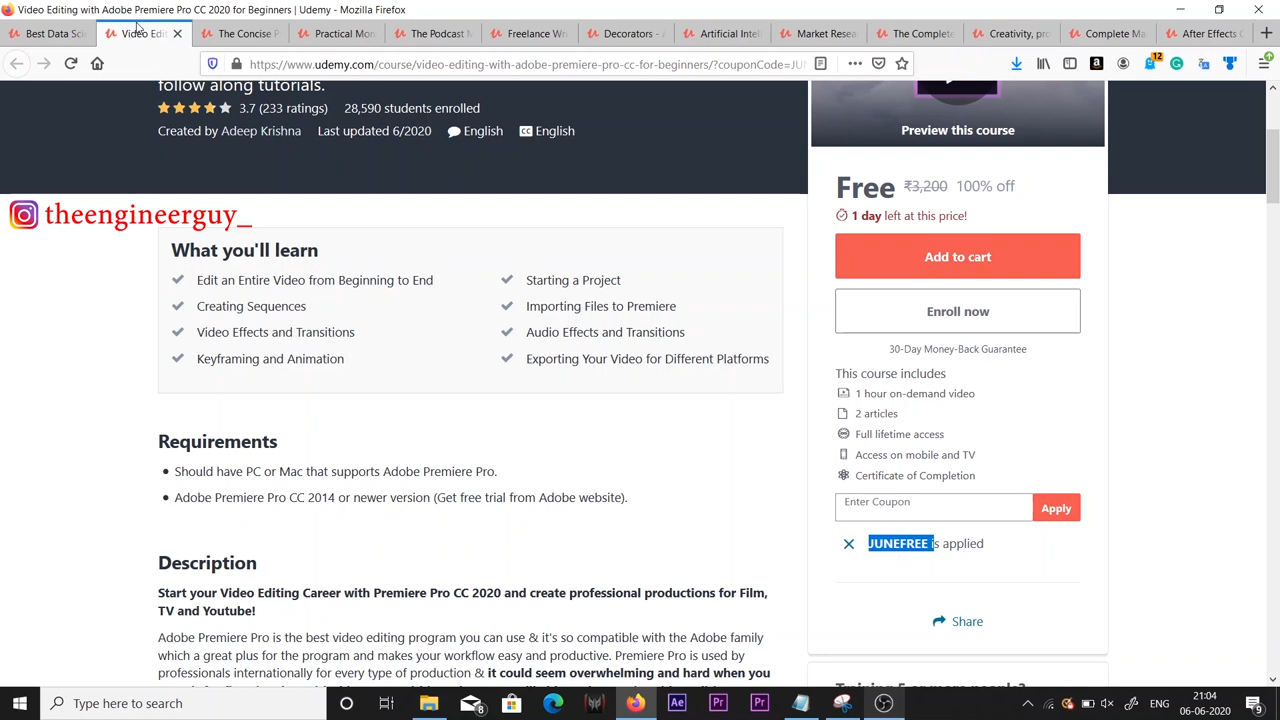 Video Editing with Adobe Premiere Pro CC 2020 for Beginners | Udemy - Mozilla Firefox
Best Data Sci
Video Edit
The Concise P
Practical Mon
The Podcast M
Freelance Wri
Decorators - A
Artificial Intel
Market Resea
The Complete
Creativity, pro
Complete Ma
After Effects C
https://www.udemy.com/course/video-editing-with-adobe-premiere-pro-cc-for-beginners/?couponCode=JUN
12
follow along tutorials.
3.7 (233 ratings) 28,590 students enrolled
Created by Adeep Krishna Last updated 6/2020 English English
Preview this course
Free ₹3,200 100% off
1 day left at this price!
Add to cart
Enroll now
30-Day Money-Back Guarantee
This course includes
1 hour on-demand video
2 articles
Full lifetime access
Access on mobile and TV
Certificate of Completion
Enter Coupon
Apply
JUNEFREE is applied
Share
theengineerguy_
What you'll learn
Edit an Entire Video from Beginning to End
Starting a Project
Creating Sequences
Importing Files to Premiere
Video Effects and Transitions
Audio Effects and Transitions
Keyframing and Animation
Exporting Your Video for Different Platforms
Requirements
Should have PC or Mac that supports Adobe Premiere Pro.
Adobe Premiere Pro CC 2014 or newer version (Get free trial from Adobe website).
Description
Start your Video Editing Career with Premiere Pro CC 2020 and create professional productions for Film,
TV and Youtube!
Adobe Premiere Pro is the best video editing program you can use & it's so compatible with the Adobe family
which a great plus for the program and makes your workflow easy and productive. Premiere Pro is used by
professionals internationally for every type of production & it could seem overwhelming and hard when you
Type here to search
8
Ae
Pr
Pr
ENG
21:04
06-06-2020
9